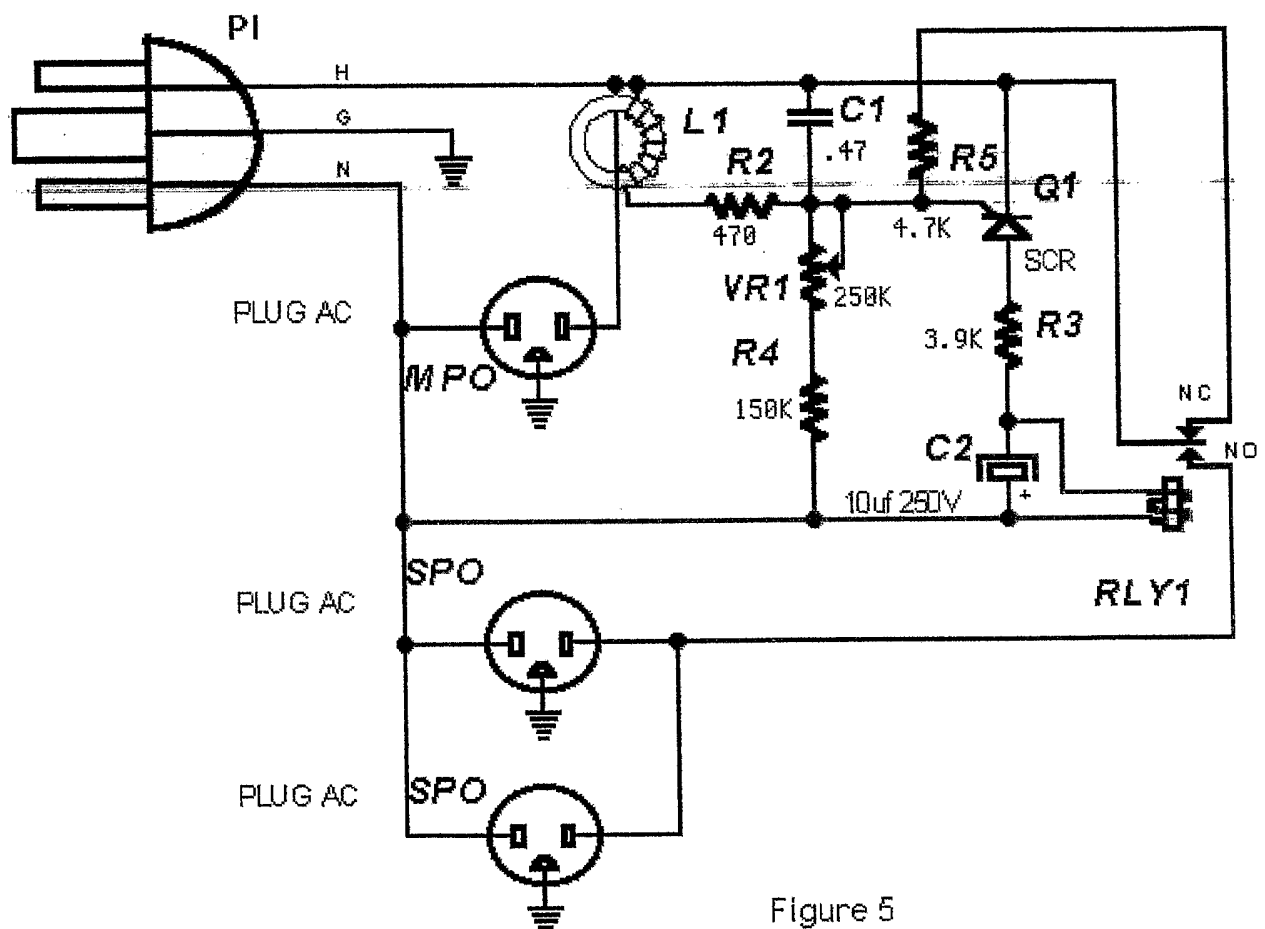 PI
H
G
N
L1
C1
.47
R2
470
R5
4.7K
Q1
SCR
VR1
250K
PLUG AC
MPO
R4
150K
3.9K
R3
NC
NO
C2
+
10uf 250V
SPO
PLUG AC
RLY1
SPO
PLUG AC
Figure 5